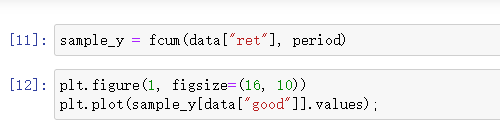 [11]: sample_y = fcum(data["ret"], period)
[12]: plt.figure(1, figsize=(16, 10))
plt.plot(sample_y[data["good"]].values);